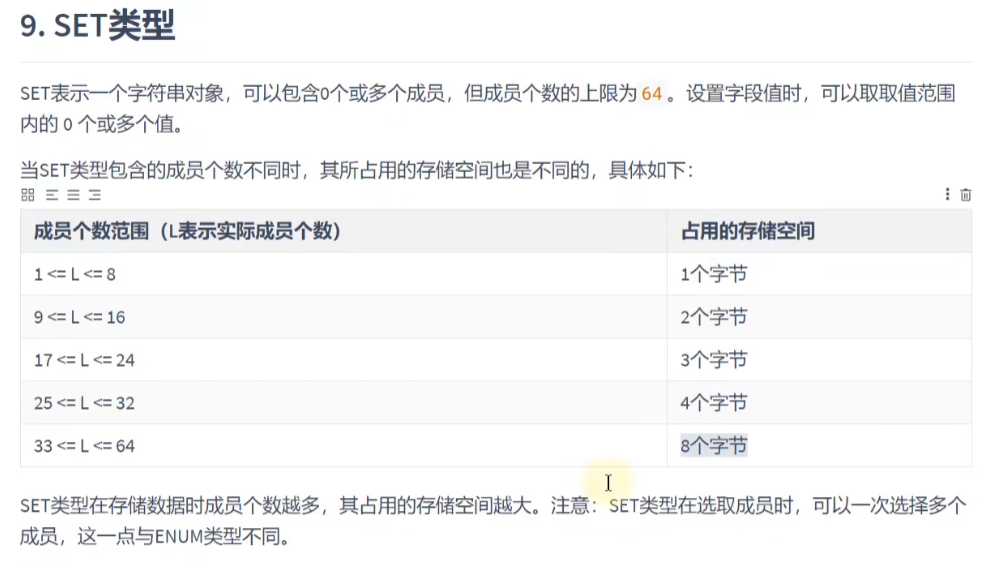 9. SET类型
SET表示一个字符串对象，可以包含0个或多个成员，但成员个数的上限为 64 。设置字段值时，可以取取值范围
内的 0 个或多个值。
当SET类型包含的成员个数不同时，其所占用的存储空间也是不同的，具体如下：
成员个数范围（L表示实际成员个数） 占用的存储空间
1 <= L <= 8 1个字节
9 <= L <= 16 2个字节
17 <= L <= 24 3个字节
25 <= L <= 32 4个字节
33 <= L <= 64 8个字节
SET类型在存储数据时成员个数越多，其占用的存储空间越大。注意：SET类型在选取成员时，可以一次选择多个
成员，这一点与ENUM类型不同。